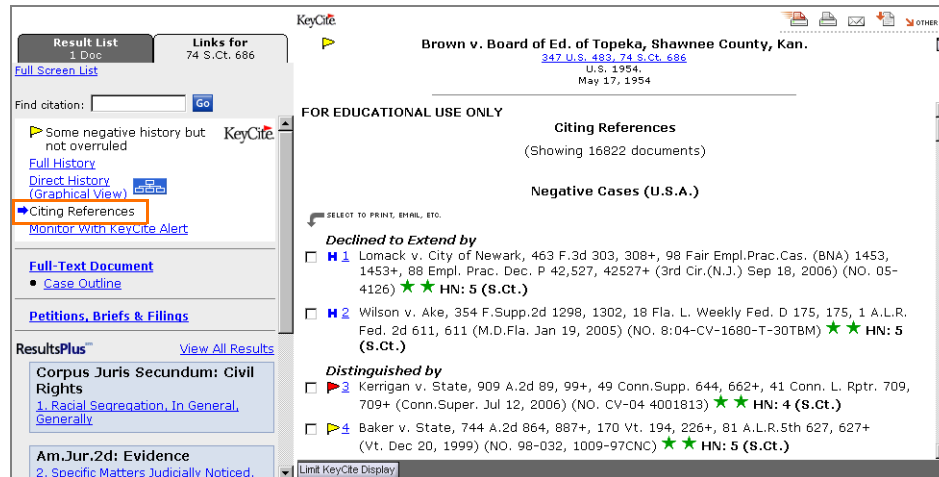 KeyCite.
OTHER
Result List
1 Doc
Links for
74 S.Ct. 686
Full Screen List
Find citation:
Go
Some negative history but
not overruled
KeyCite.
Full History
Direct History
(Graphical View)
Citing References
Monitor With KeyCite Alert
Full-Text Document
Case Outline
Petitions, Briefs & Filings
ResultsPlus™
View All Results
Corpus Juris Secundum: Civil
Rights
1. Racial Segregation, In General,
Generally
Am.Jur.2d: Evidence
2. Specific Matters Judicially Noticed,
Brown v. Board of Ed. of Topeka, Shawnee County, Kan.
347 U.S. 483, 74 S.Ct. 686
U.S. 1954.
May 17, 1954
FOR EDUCATIONAL USE ONLY
Citing References
(Showing 16822 documents)
Negative Cases (U.S.A.)
SELECT TO PRINT, EMAIL, ETC.
Declined to Extend by
H 1 Lomack v. City of Newark, 463 F.3d 303, 308+, 98 Fair Empl.Prac.Cas. (BNA) 1453,
1453+, 88 Empl. Prac. Dec. P 42,527, 42527+ (3rd Cir.(N.J.) Sep 18, 2006) (NO. 05-
4126) ★ ★ HN: 5 (S.Ct.)
H 2 Wilson v. Ake, 354 F.Supp.2d 1298, 1302, 18 Fla. L. Weekly Fed. D 175, 175, 1 A.L.R.
Fed. 2d 611, 611 (M.D.Fla. Jan 19, 2005) (NO. 8:04-CV-1680-T-30TBM) ★ ★ HN: 5
(S.Ct.)
Distinguished by
3 Kerrigan v. State, 909 A.2d 89, 99+, 49 Conn.Supp. 644, 662+, 41 Conn. L. Rptr. 709,
709+ (Conn.Super. Jul 12, 2006) (NO. CV-04 4001813) ★ ★ HN: 4 (S.Ct.)
4 Baker v. State, 744 A.2d 864, 887+, 170 Vt. 194, 226+, 81 A.L.R.5th 627, 627+
(Vt. Dec 20, 1999) (NO. 98-032, 1009-97CNC) ★ ★ HN: 5 (S.Ct.)
Limit KeyCite Display